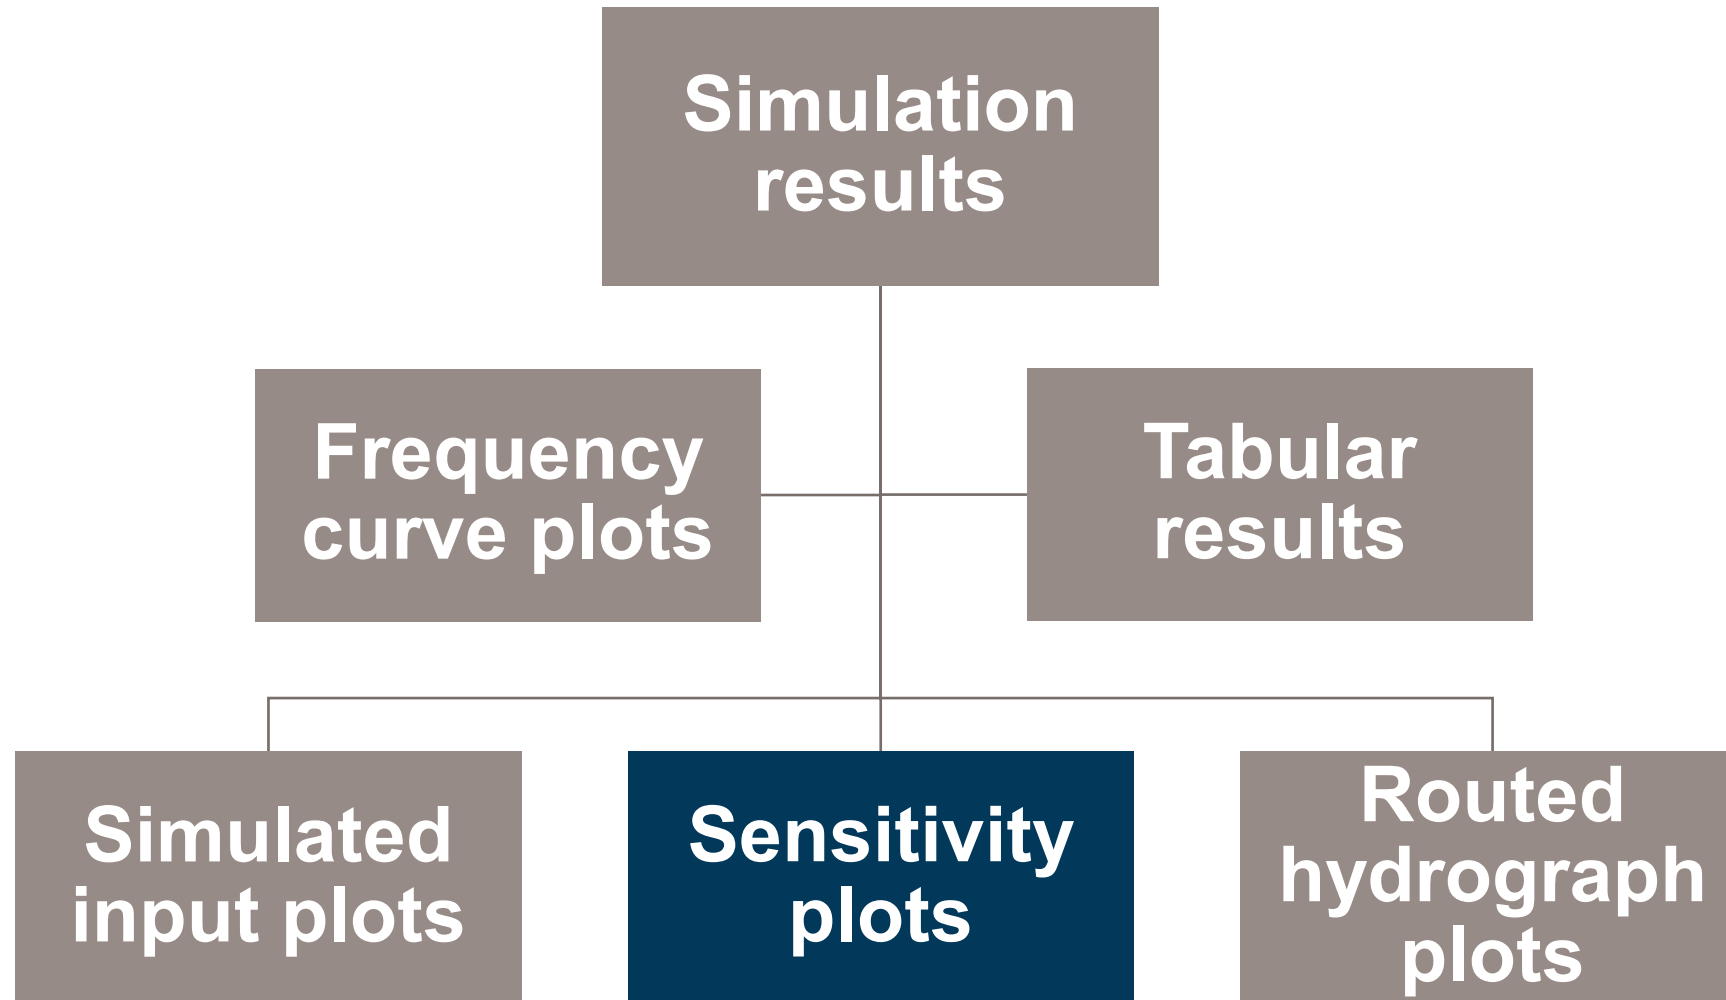 Simulation
results
Frequency
curve plots
Tabular
results
Simulated
input plots
Sensitivity
plots
Routed
hydrograph
plots